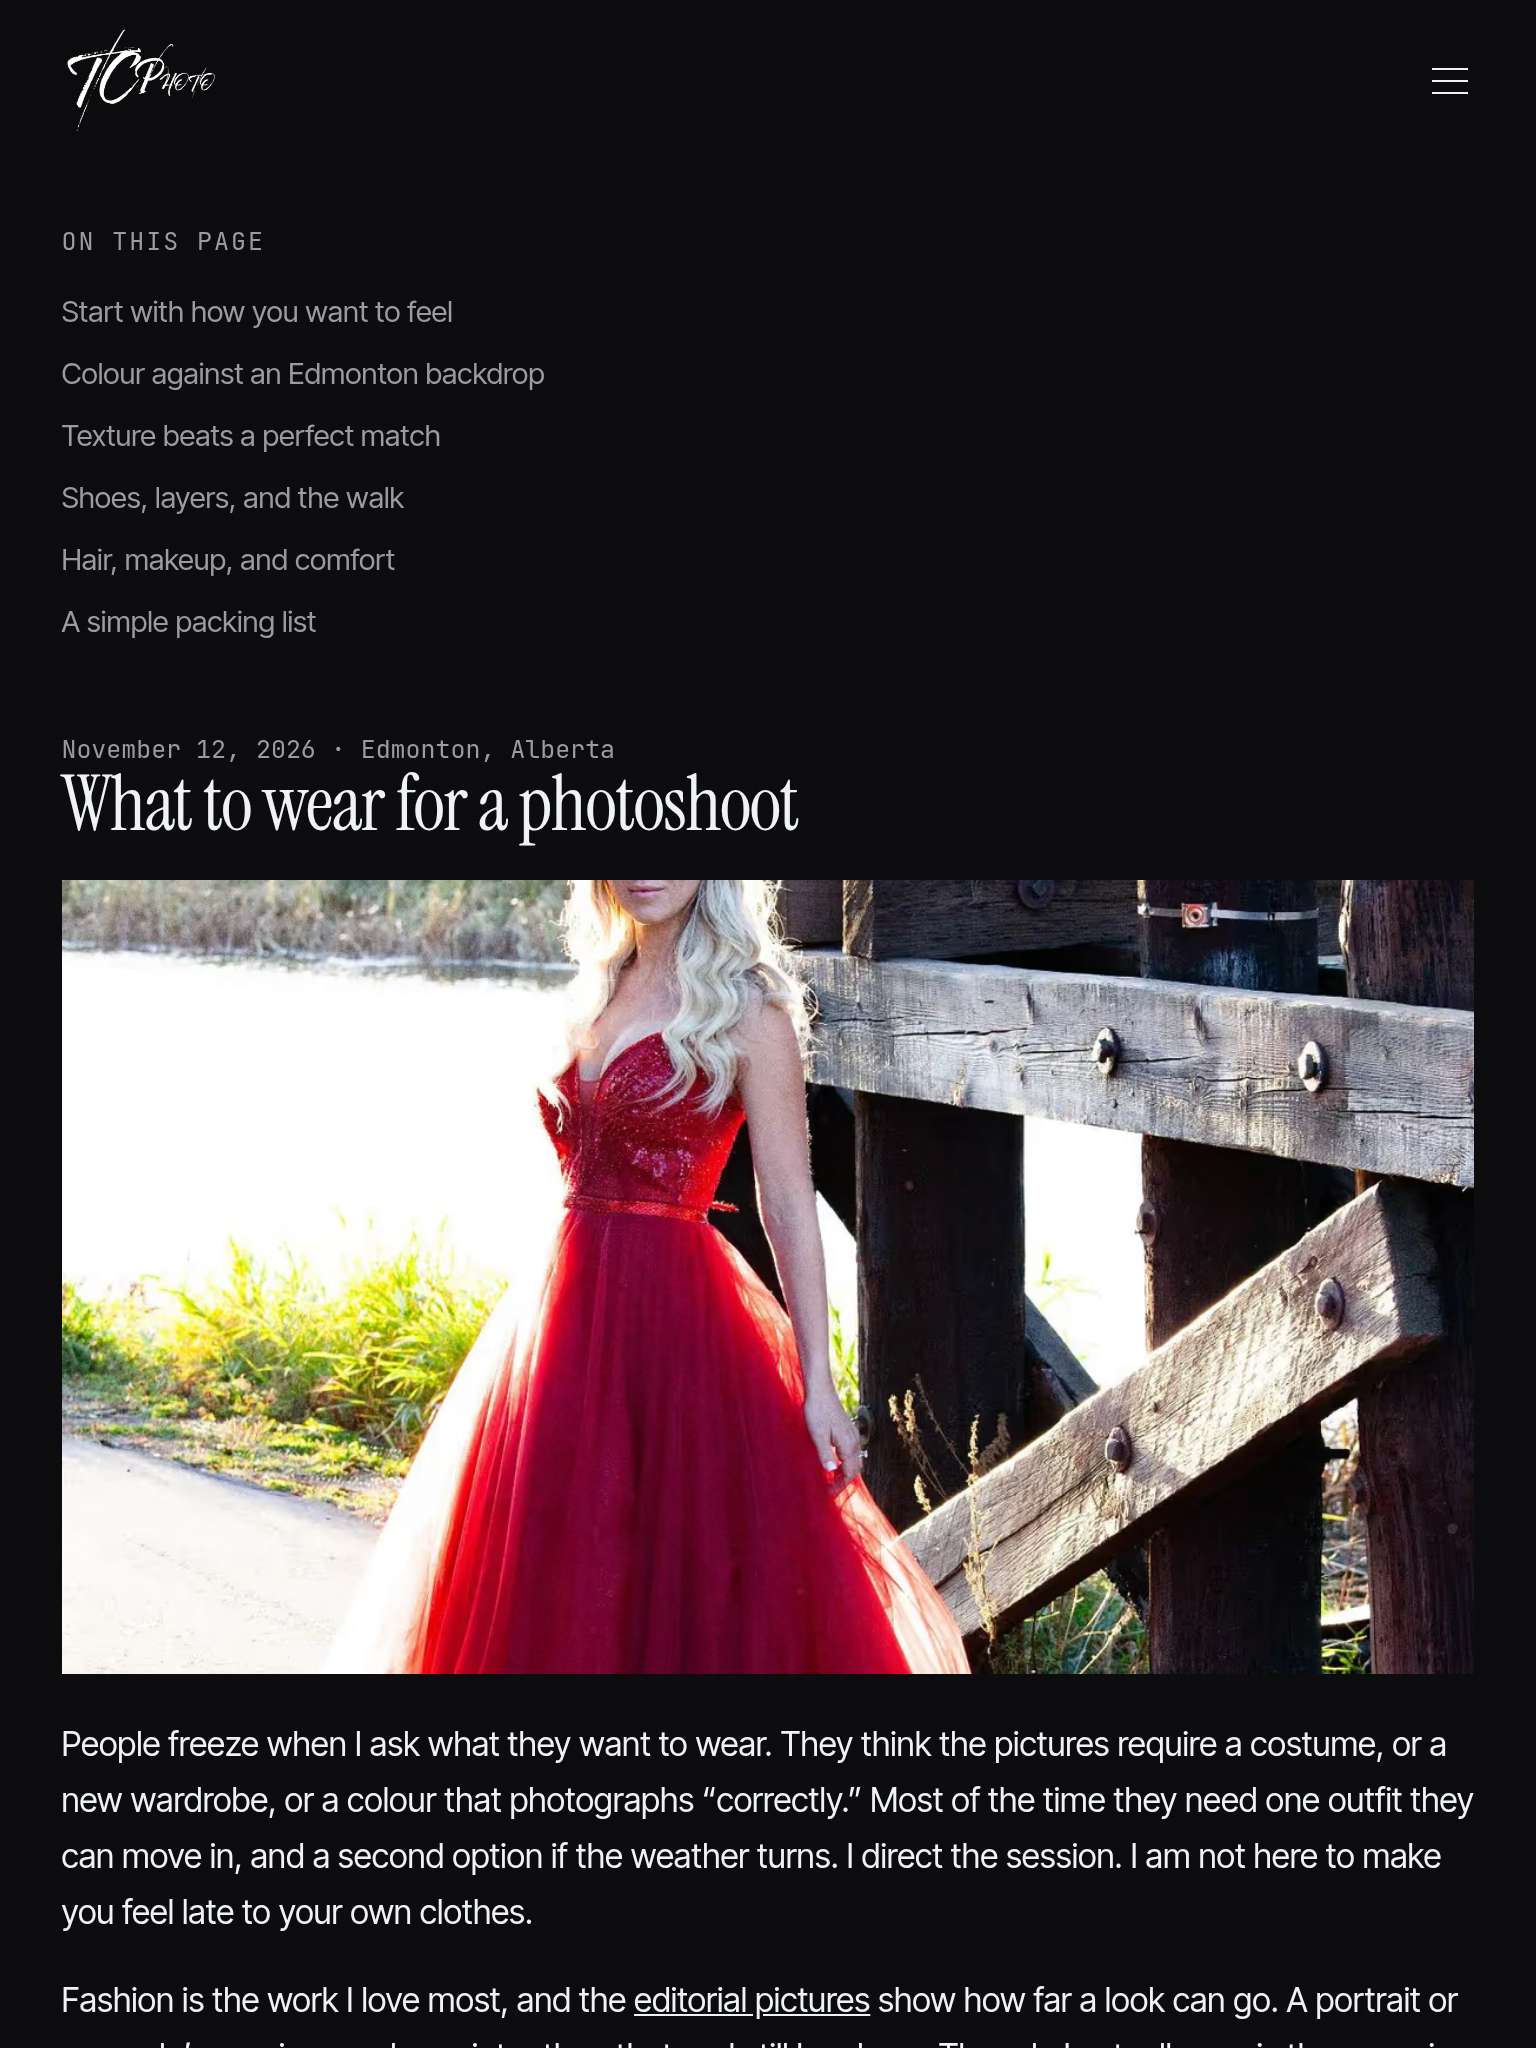 TCPHOTO
ON THIS PAGE
Start with how you want to feel
Colour against an Edmonton backdrop
Texture beats a perfect match
Shoes, layers, and the walk
Hair, makeup, and comfort
A simple packing list
November 12, 2026 · Edmonton, Alberta
What to wear for a photoshoot
People freeze when I ask what they want to wear. They think the pictures require a costume, or a
new wardrobe, or a colour that photographs “correctly.” Most of the time they need one outfit they
can move in, and a second option if the weather turns. I direct the session. I am not here to make
you feel late to your own clothes.
Fashion is the work I love most, and the editorial pictures show how far a look can go. A portrait or